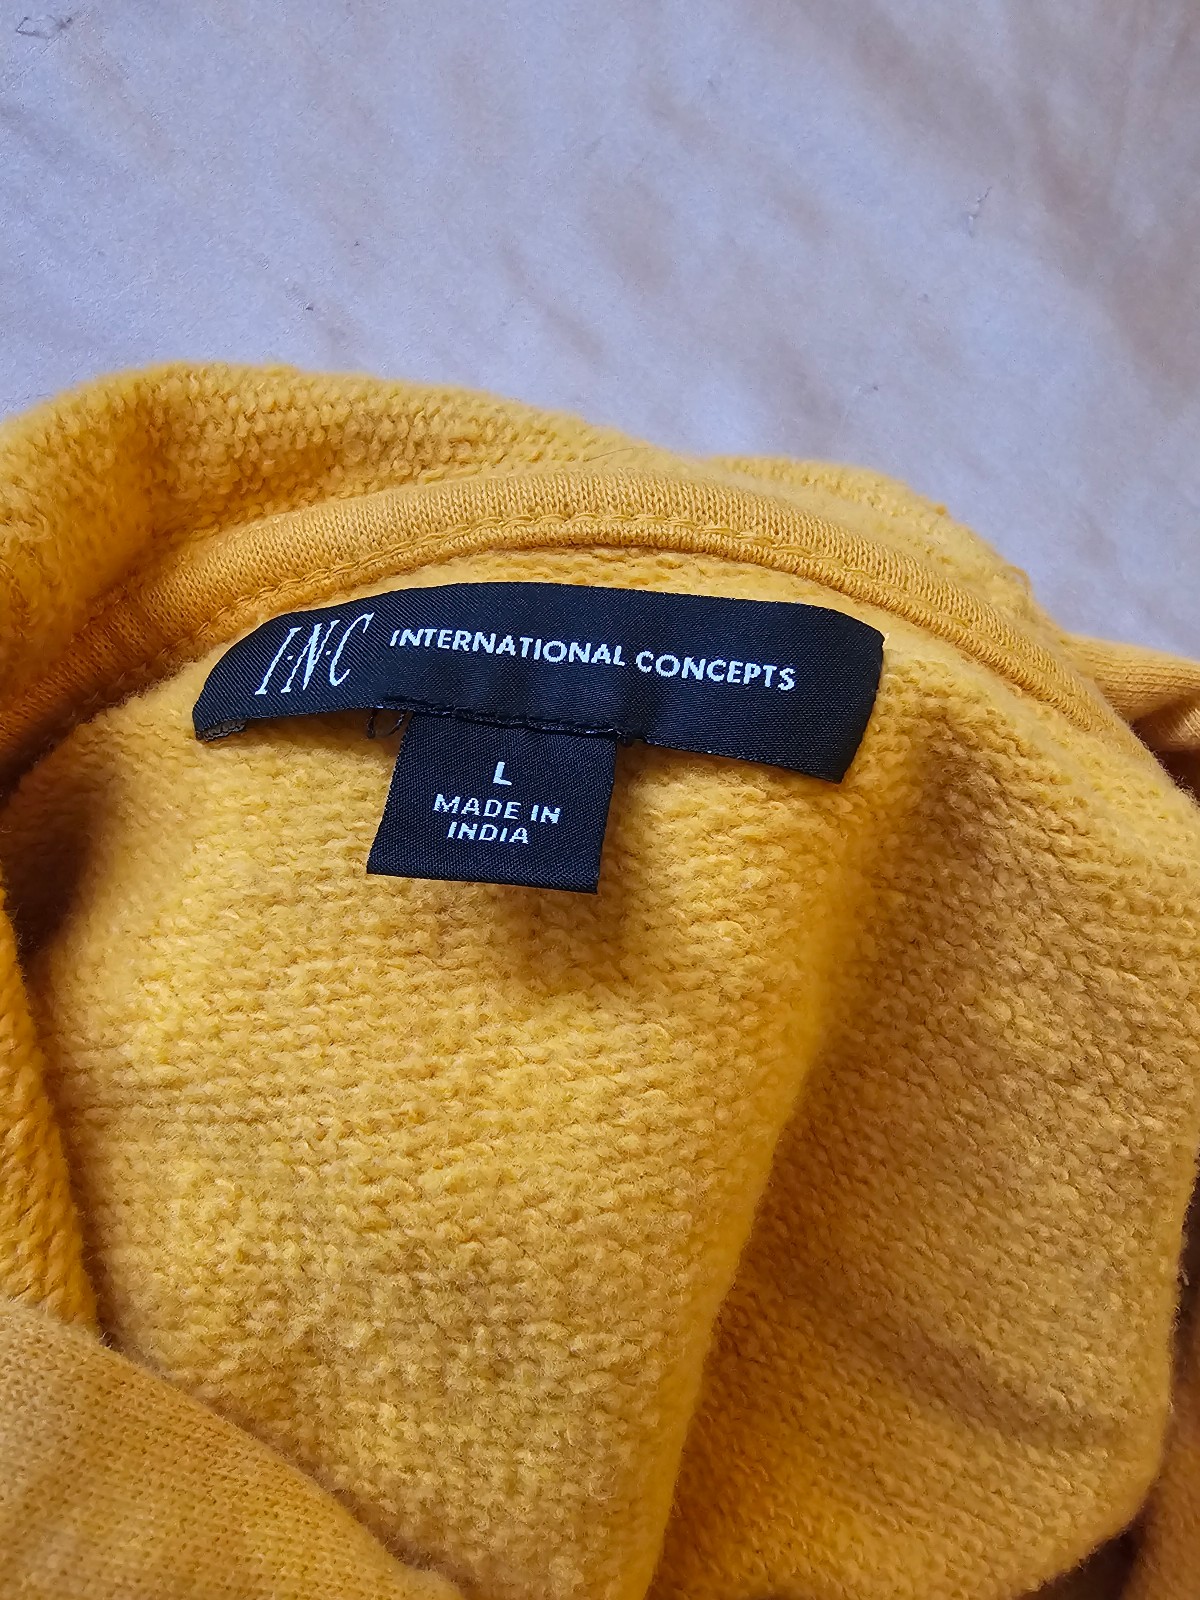 I·N·C INTERNATIONAL CONCEPTS
L
MADE IN
INDIA